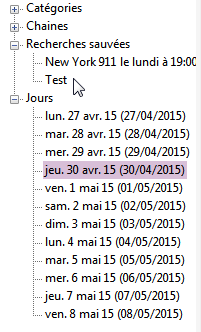 Catégories
Chaines
Recherches sauvées
New York 911 le lundi à 19:00
Test
Jours
lun. 27 avr. 15 (27/04/2015)
mar. 28 avr. 15 (28/04/2015)
mer. 29 avr. 15 (29/04/2015)
jeu. 30 avr. 15 (30/04/2015)
ven. 1 mai 15 (01/05/2015)
sam. 2 mai 15 (02/05/2015)
dim. 3 mai 15 (03/05/2015)
lun. 4 mai 15 (04/05/2015)
mar. 5 mai 15 (05/05/2015)
mer. 6 mai 15 (06/05/2015)
jeu. 7 mai 15 (07/05/2015)
ven. 8 mai 15 (08/05/2015)